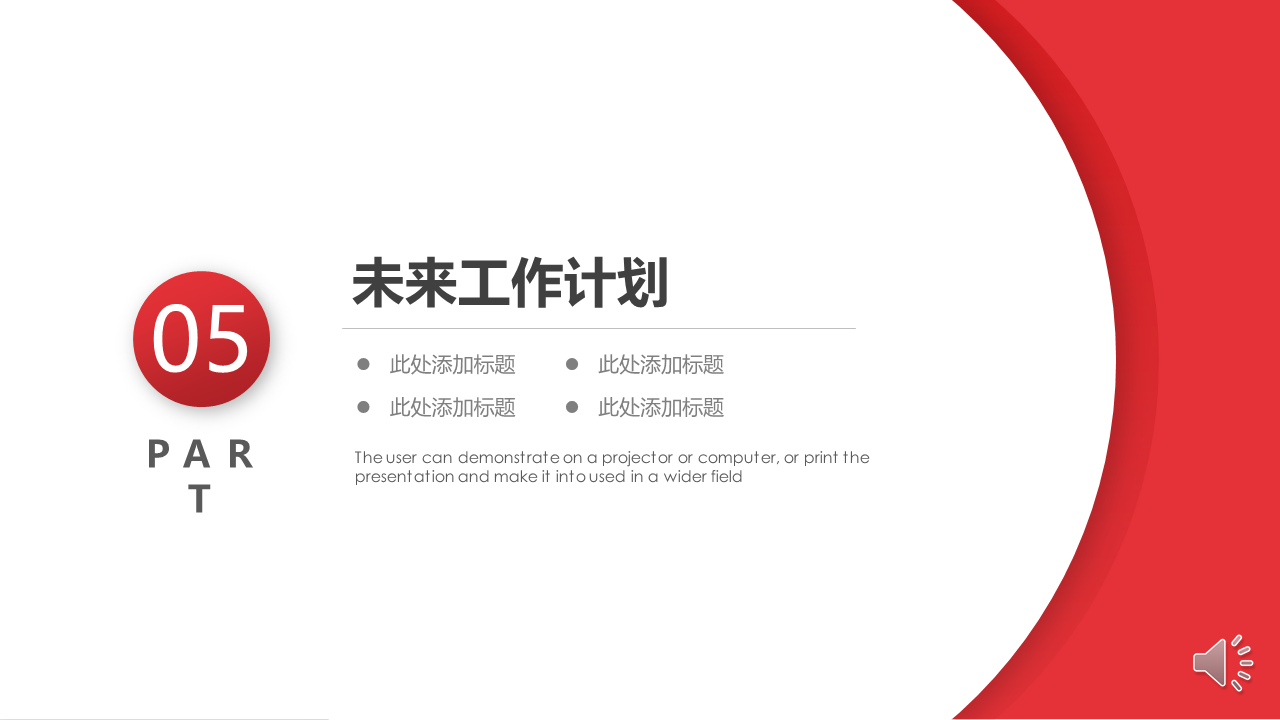 05
P A R
T
未来工作计划
● 此处添加标题 ● 此处添加标题
● 此处添加标题 ● 此处添加标题
The user can demonstrate on a projector or computer, or print the
presentation and make it into used in a wider field